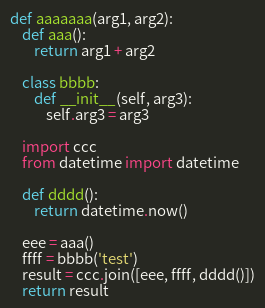 def aaaaaaa(arg1, arg2):
    def aaa():
        return arg1 + arg2

    class bbbb:
        def __init__(self, arg3):
            self.arg3 = arg3

    import ccc
    from datetime import datetime

    def dddd():
        return datetime.now()

    eee = aaa()
    ffff = bbbb('test')
    result = ccc.join([eee, ffff, dddd()])
    return result